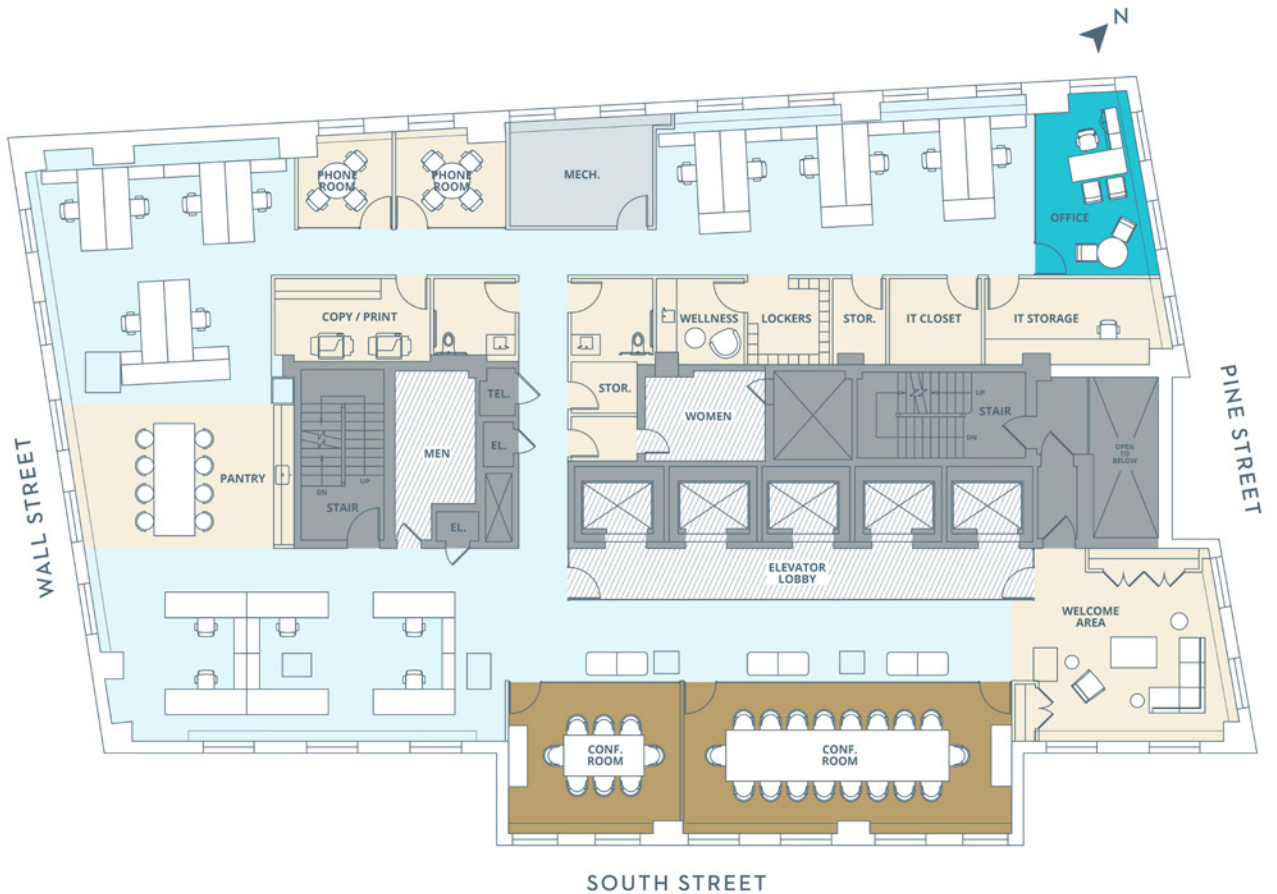 N
PHONE
ROOM
PHONE
ROOM
MECH.
OFFICE
COPY / PRINT
WELLNESS
LOCKERS
STOR.
IT CLOSET
IT STORAGE
TEL.
STOR.
WOMEN
UP
STAIR
DN
MEN
EL.
OPEN
TO
BELOW
PANTRY
DN
UP
STAIR
EL.
WALL STREET
PINE STREET
ELEVATOR
LOBBY
WELCOME
AREA
CONF.
ROOM
CONF.
ROOM
SOUTH STREET